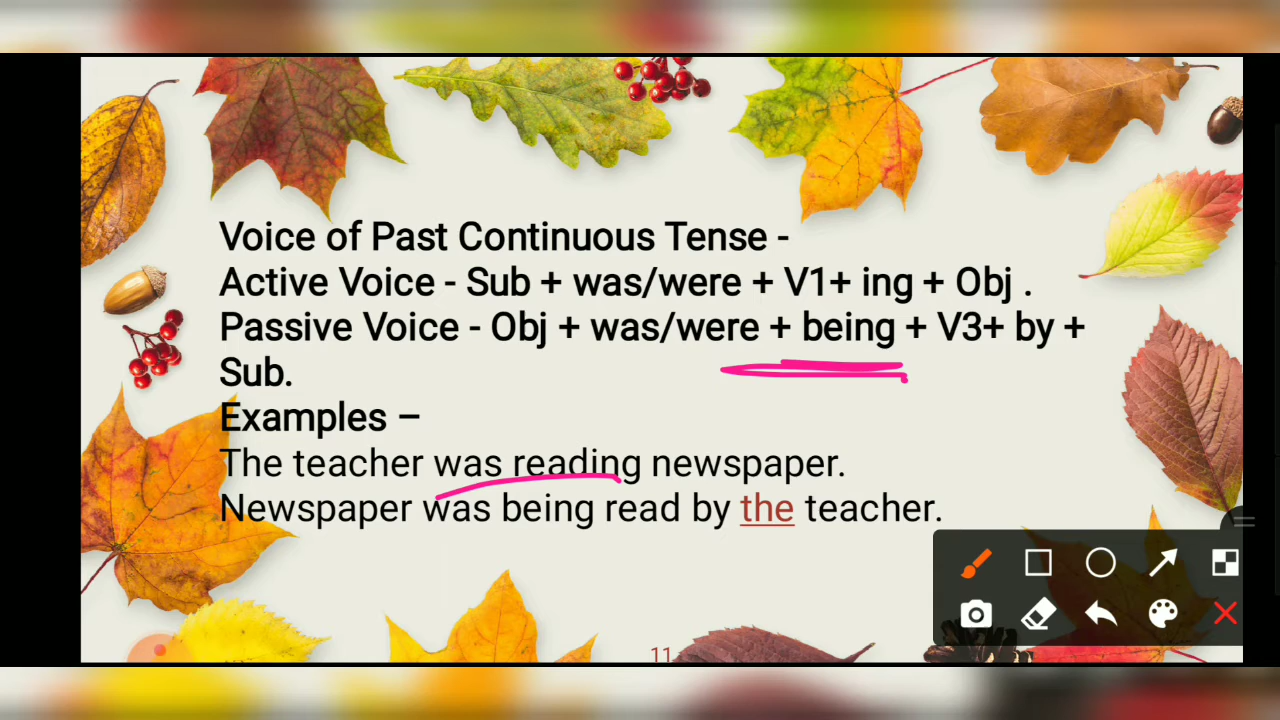 Voice of Past Continuous Tense -
Active Voice - Sub + was/were + V1+ ing + Obj .
Passive Voice - Obj + was/were + being + V3+ by +
Sub.
Examples –
The teacher was reading newspaper.
Newspaper was being read by the teacher.
11